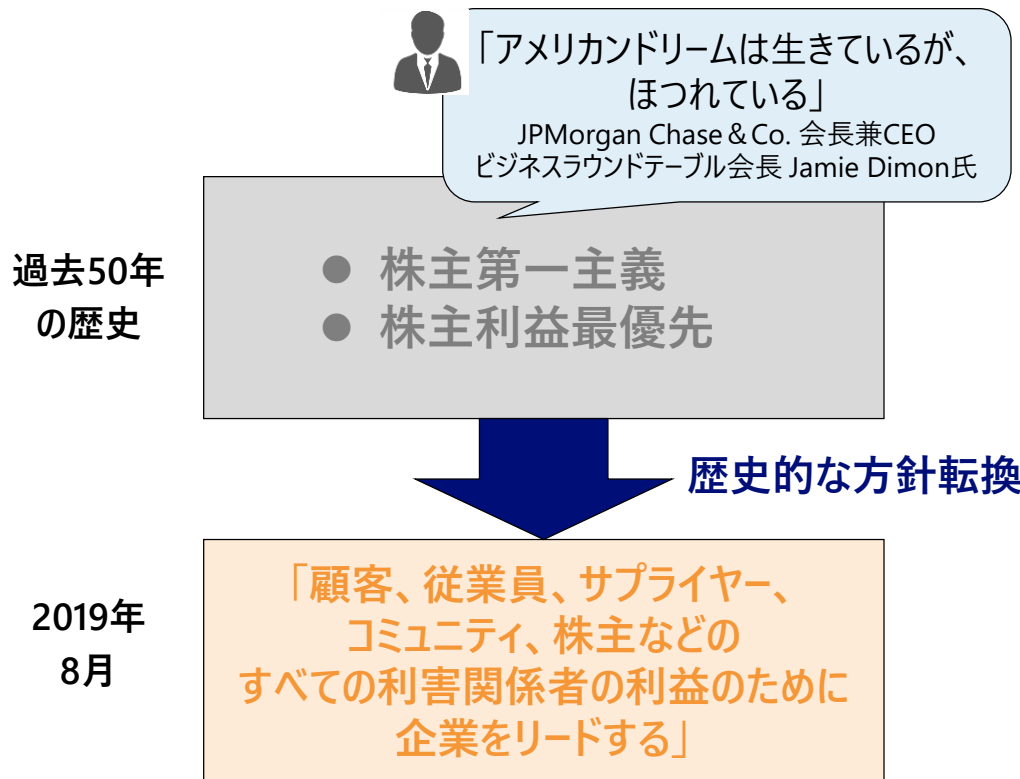 「アメリカンドリームは生きているが、
ほつれている」
JPMorgan Chase＆Co. 会長兼CEO
ビジネスラウンドテーブル会長 Jamie Dimon氏
過去50年
の歴史
● 株主第一主義
● 株主利益最優先
歴史的な方針転換
2019年
8月
「顧客、従業員、サプライヤー、
コミュニティ、株主などの
すべての利害関係者の利益のために
企業をリードする」